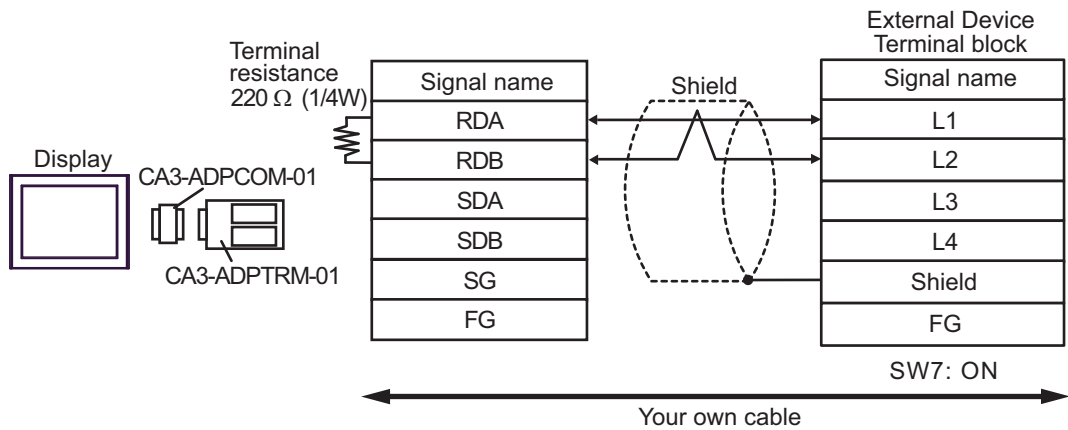 External Device
Terminal block
Terminal
resistance
220 Ω (1/4W)
Signal name
Shield
Signal name
RDA
L1
RDB
L2
Display
CA3-ADPCOM-01
SDA
L3
SDB
L4
CA3-ADPTRM-01
SG
Shield
FG
FG
SW7: ON
Your own cable